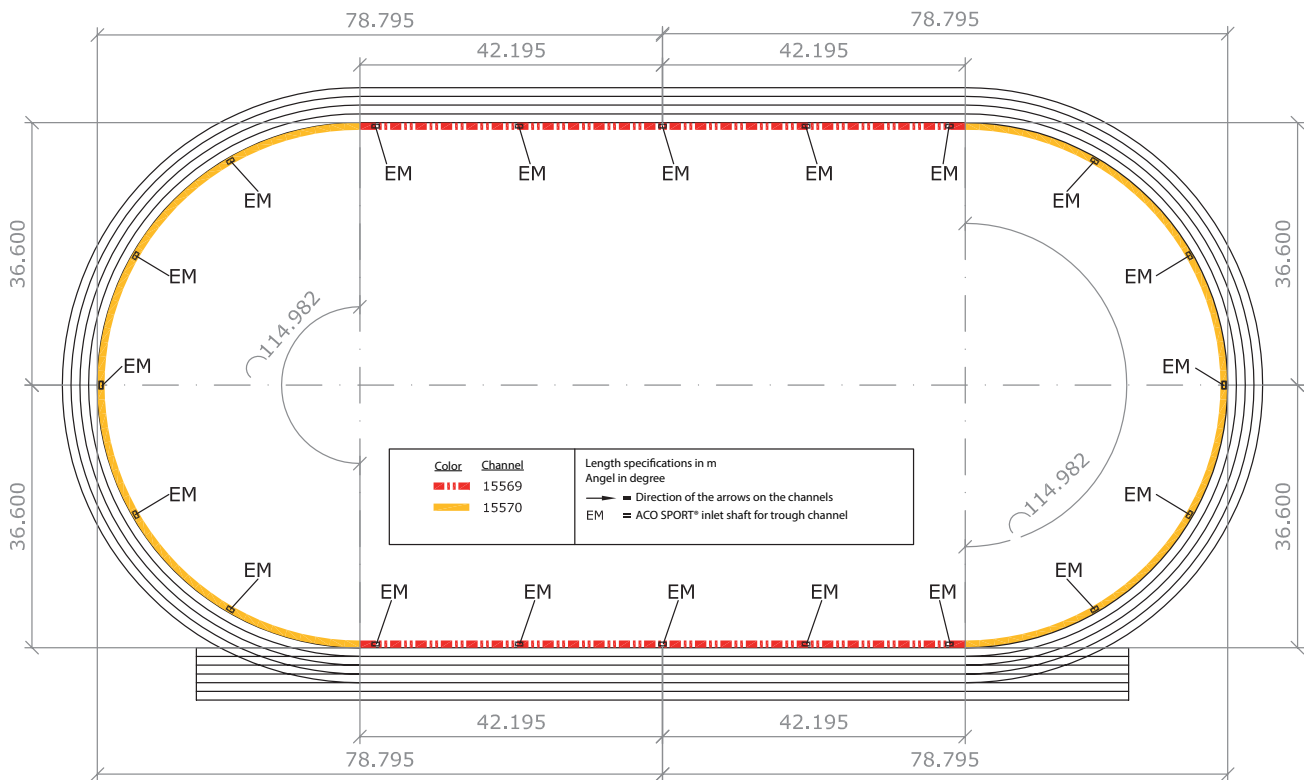 78.795
78.795
42.195
42.195
EM
EM
EM
EM
EM
EM
EM
36.600
36.600
EM
EM
114.982
EM
EM
Color
Channel
15569
15570
Length specifications in m
Angel in degree
= Direction of the arrows on the channels
EM = ACO SPORT® inlet shaft for trough channel
114.982
EM
EM
36.600
36.600
EM
EM
EM
EM
EM
EM
EM
42.195
42.195
78.795
78.795